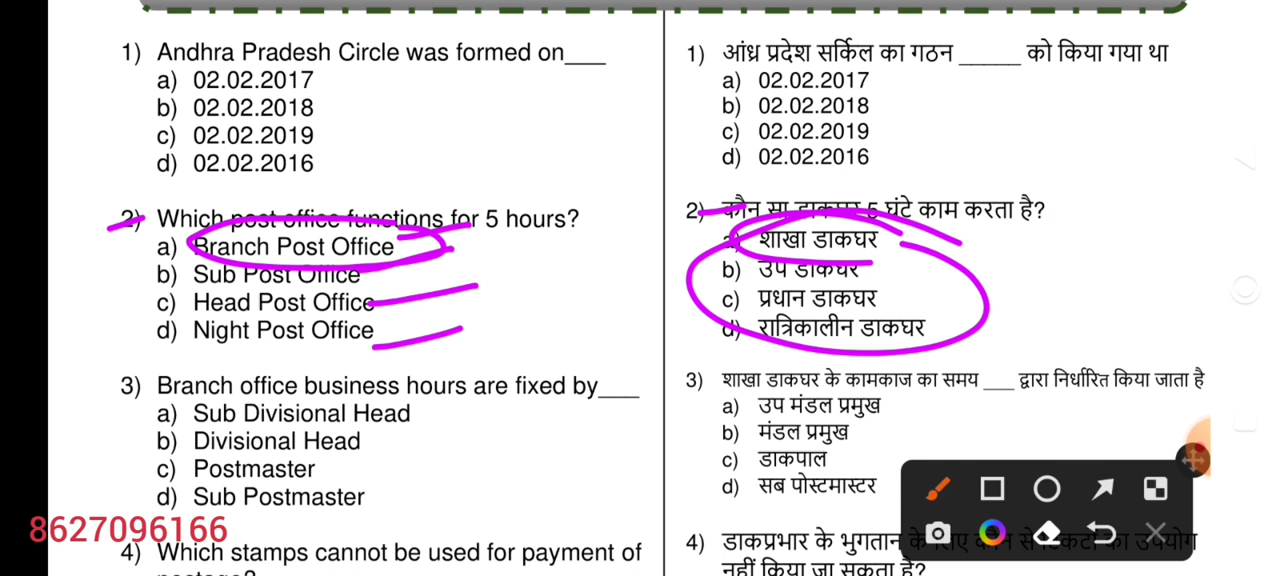 1) Andhra Pradesh Circle was formed on___
a) 02.02.2017
b) 02.02.2018
c) 02.02.2019
d) 02.02.2016
2) Which post office functions for 5 hours?
a) Branch Post Office
b) Sub Post Office
c) Head Post Office
d) Night Post Office
3) Branch office business hours are fixed by___
a) Sub Divisional Head
b) Divisional Head
c) Postmaster
d) Sub Postmaster
8627096166
4) Which stamps cannot be used for payment of
1) आंध्र प्रदेश सर्किल का गठन _____ को किया गया था
a) 02.02.2017
b) 02.02.2018
c) 02.02.2019
d) 02.02.2016
2) कौन सा डाकघर 5 घंटे काम करता है?
a) शाखा डाकघर
b) उप डाकघर
c) प्रधान डाकघर
d) रात्रिकालीन डाकघर
3) शाखा डाकघर के कामकाज का समय ___ द्वारा निर्धारित किया जाता है
a) उप मंडल प्रमुख
b) मंडल प्रमुख
c) डाकपाल
d) सब पोस्टमास्टर
4) डाकप्रभार के भुगतान के
नहीं किया जा सकता है?